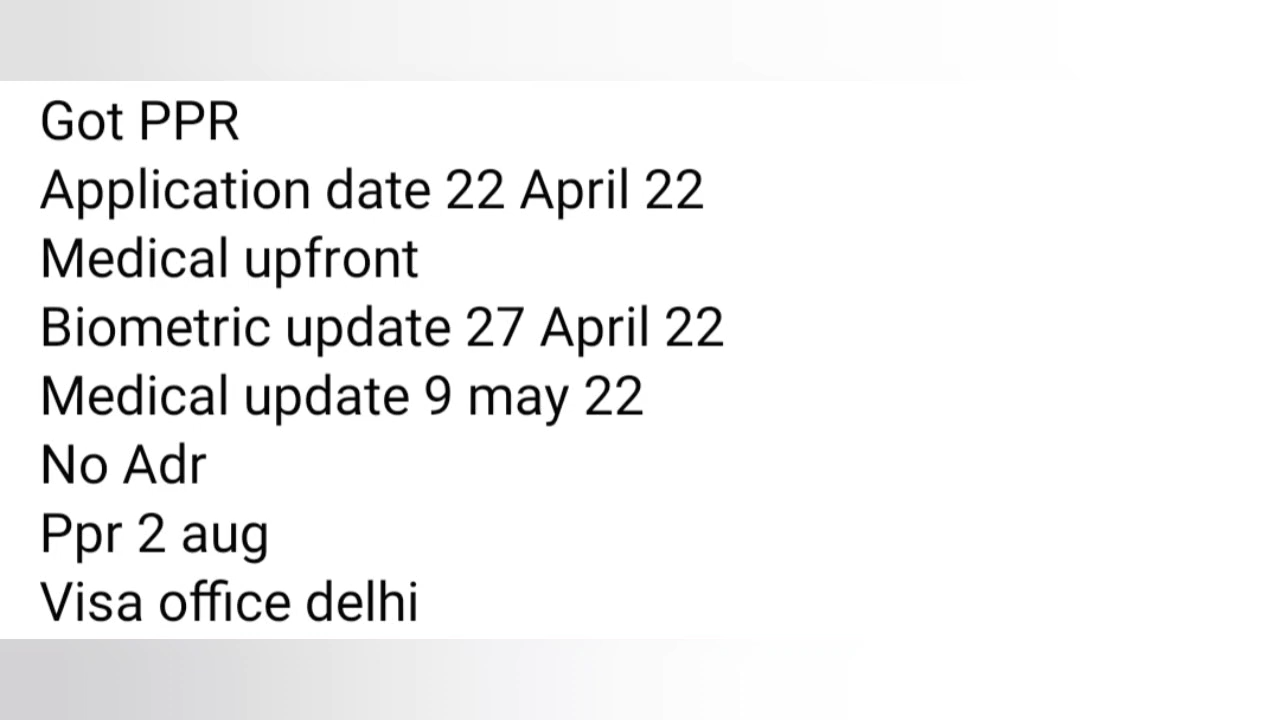 Got PPR
Application date 22 April 22
Medical upfront
Biometric update 27 April 22
Medical update 9 may 22
No Adr
Ppr 2 aug
Visa office delhi